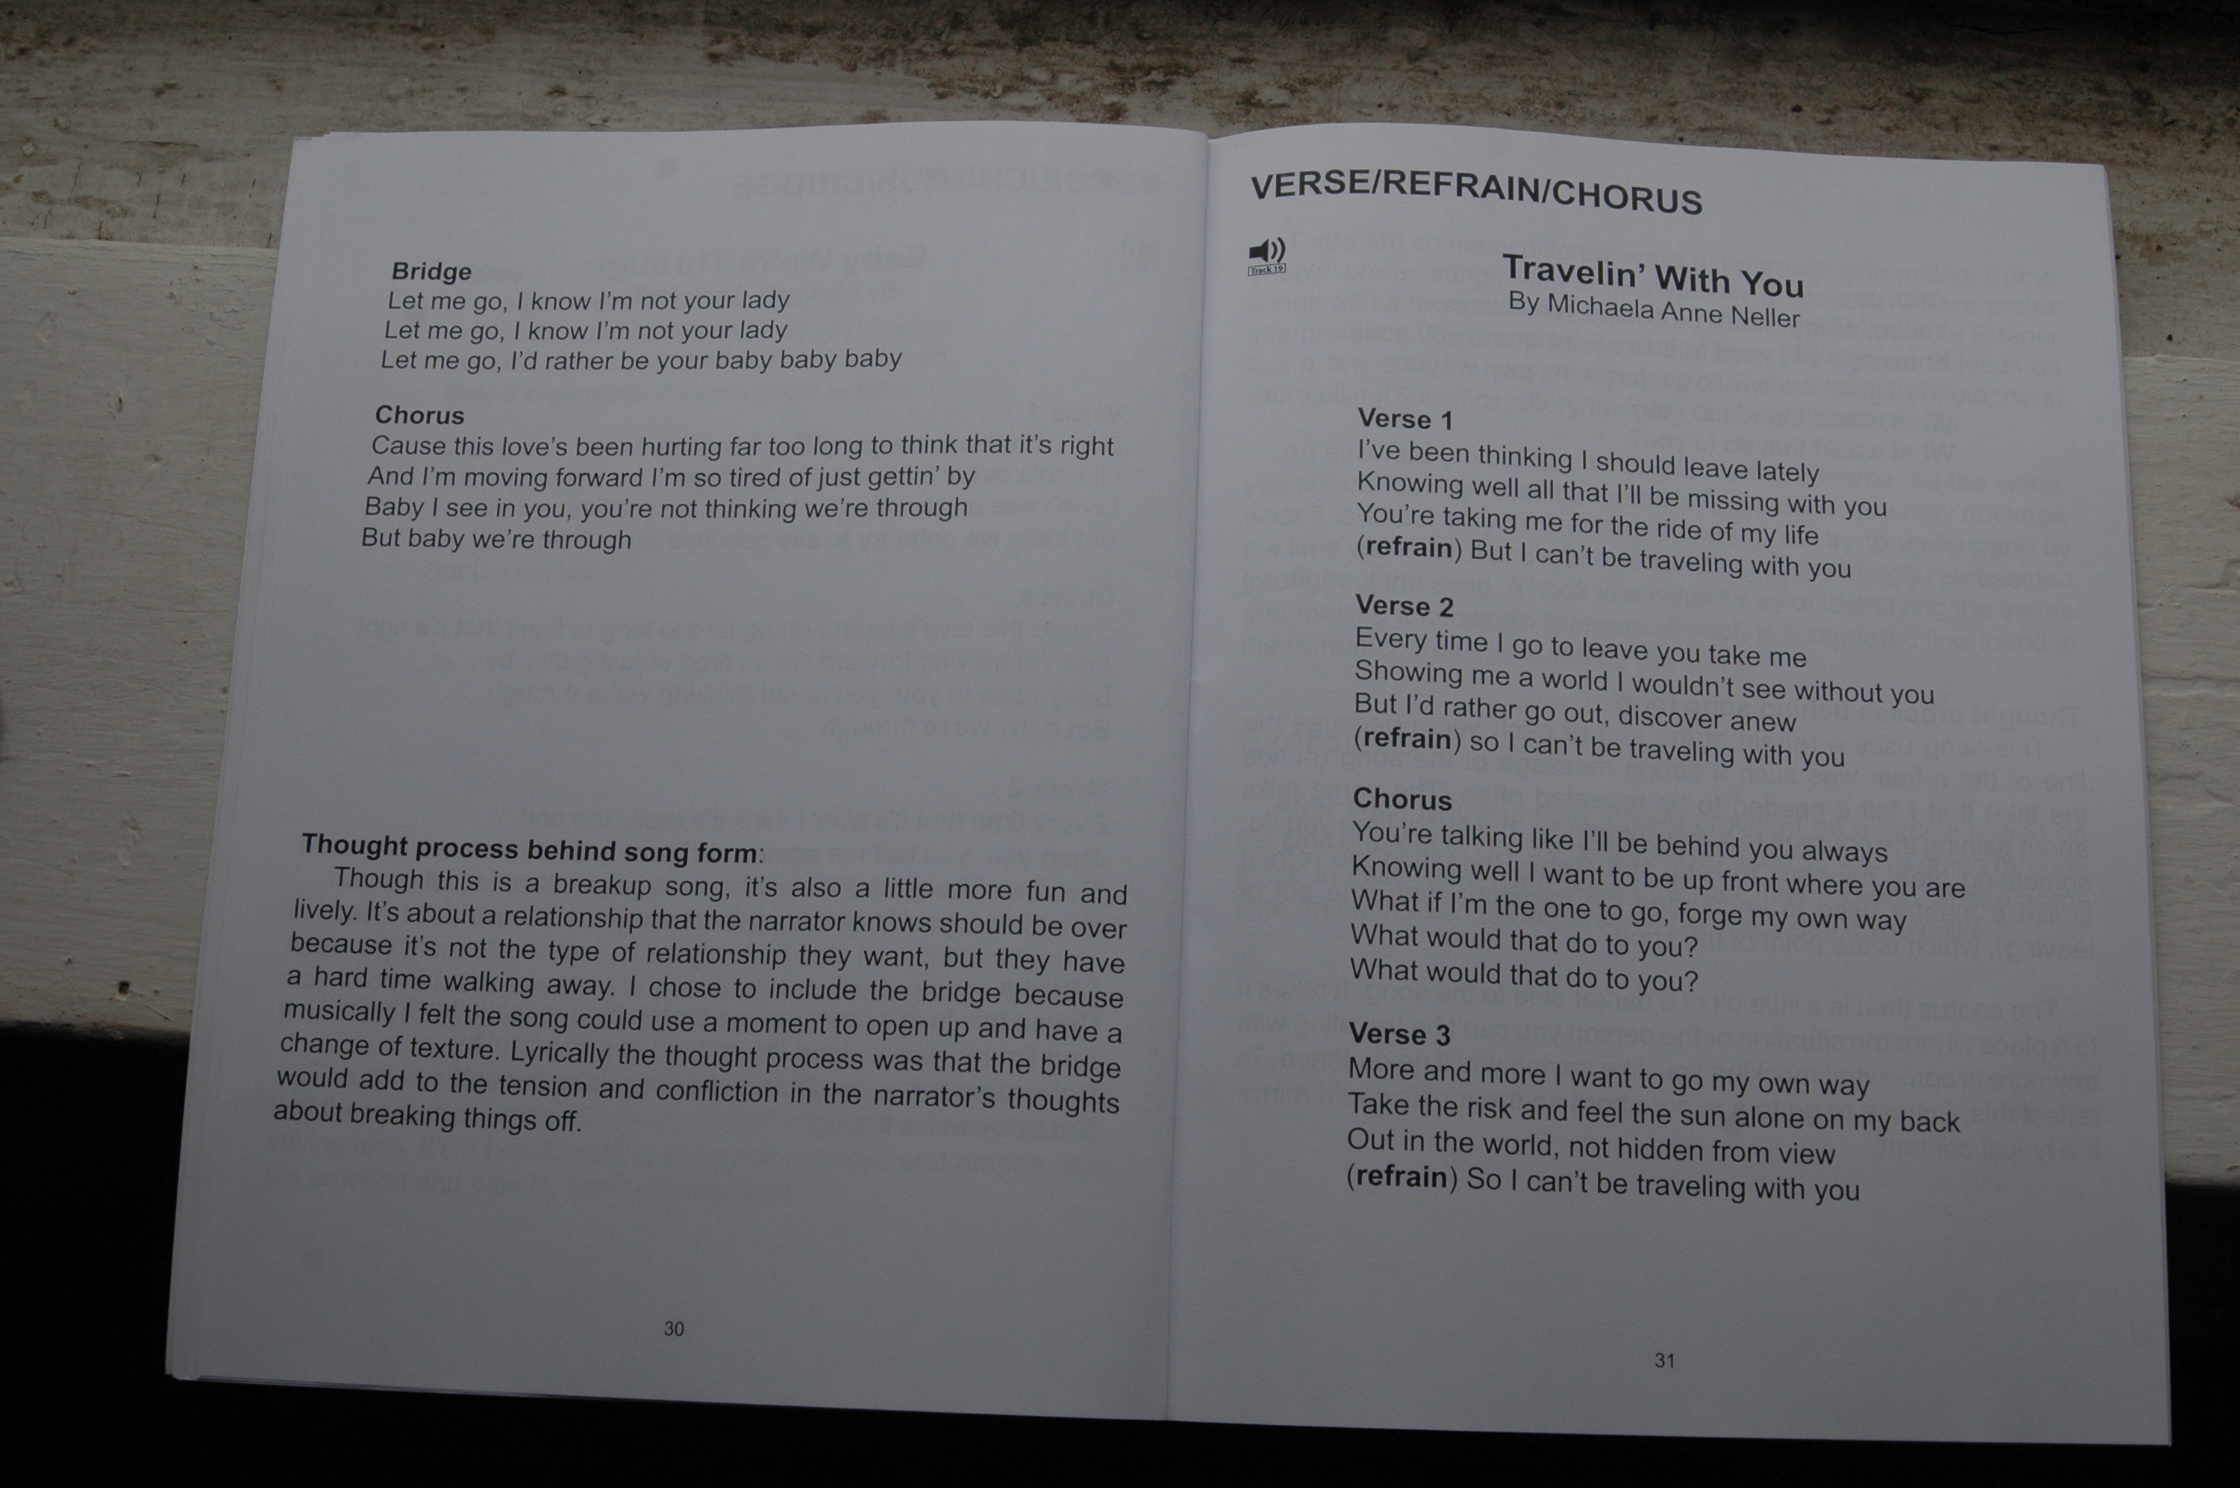 Bridge
Let me go, I know I'm not your lady
Let me go, I know I'm not your lady
Let me go, I'd rather be your baby baby baby
Chorus
Cause this love's been hurting far too long to think that it's right
And I'm moving forward I'm so tired of just gettin' by
Baby I see in you, you're not thinking we're through
But baby we're through
Thought process behind song form:
Though this is a breakup song, it's also a little more fun and
lively. It's about a relationship that the narrator knows should be over
because it's not the type of relationship they want, but they have
a hard time walking away. I chose to include the bridge because
musically I felt the song could use a moment to open up and have a
change of texture. Lyrically the thought process was that the bridge
would add to the tension and confliction in the narrator's thoughts
about breaking things off.
30
VERSE/REFRAIN/CHORUS
Track 19
Travelin' With You
By Michaela Anne Neller
Verse 1
I've been thinking I should leave lately
Knowing well all that I'll be missing with you
You're taking me for the ride of my life
(refrain) But I can't be traveling with you
Verse 2
Every time I go to leave you take me
Showing me a world I wouldn't see without you
But I'd rather go out, discover anew
(refrain) so I can't be traveling with you
Chorus
You're talking like I'll be behind you always
Knowing well I want to be up front where you are
What if I'm the one to go, forge my own way
What would that do to you?
What would that do to you?
Verse 3
More and more I want to go my own way
Take the risk and feel the sun alone on my back
Out in the world, not hidden from view
(refrain) So I can't be traveling with you
31